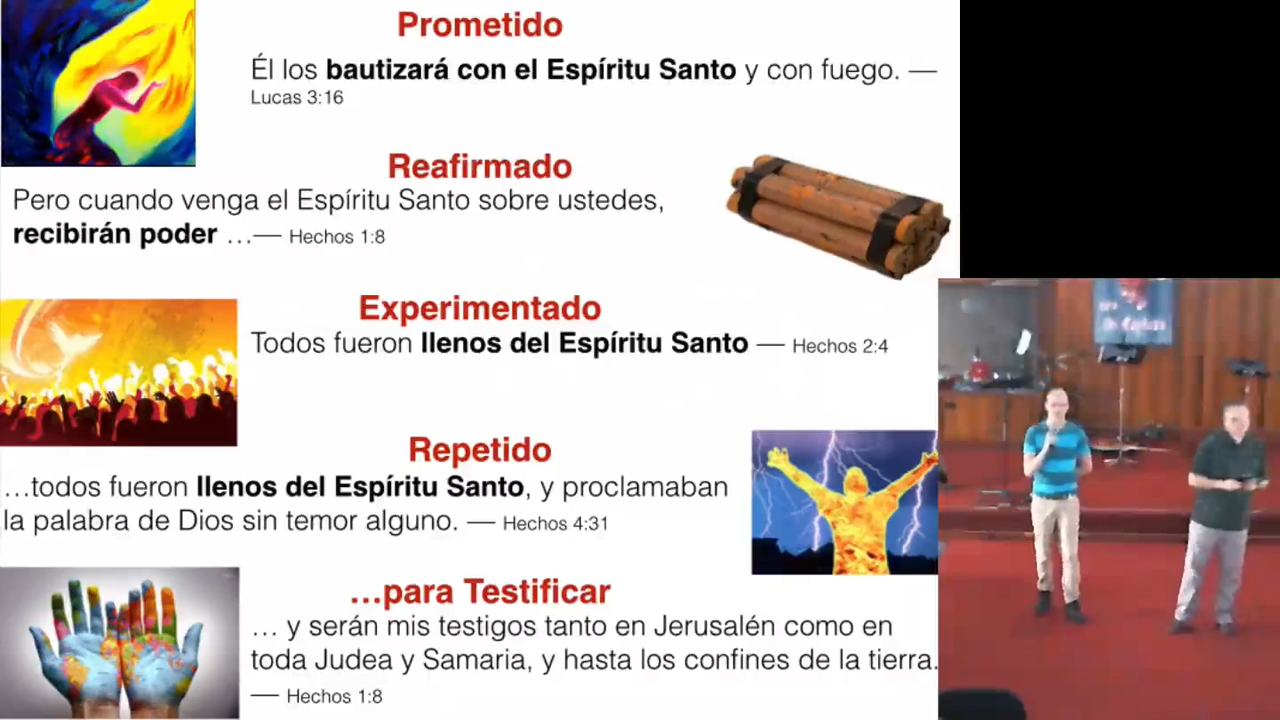 Prometido
Él los bautizará con el Espíritu Santo y con fuego. —
Lucas 3:16
Reafirmado
Pero cuando venga el Espíritu Santo sobre ustedes,
recibirán poder …— Hechos 1:8
Experimentado
Todos fueron llenos del Espíritu Santo — Hechos 2:4
Repetido
…todos fueron llenos del Espíritu Santo, y proclamaban
la palabra de Dios sin temor alguno. — Hechos 4:31
…para Testificar
… y serán mis testigos tanto en Jerusalén como en
toda Judea y Samaria, y hasta los confines de la tierra.
— Hechos 1:8